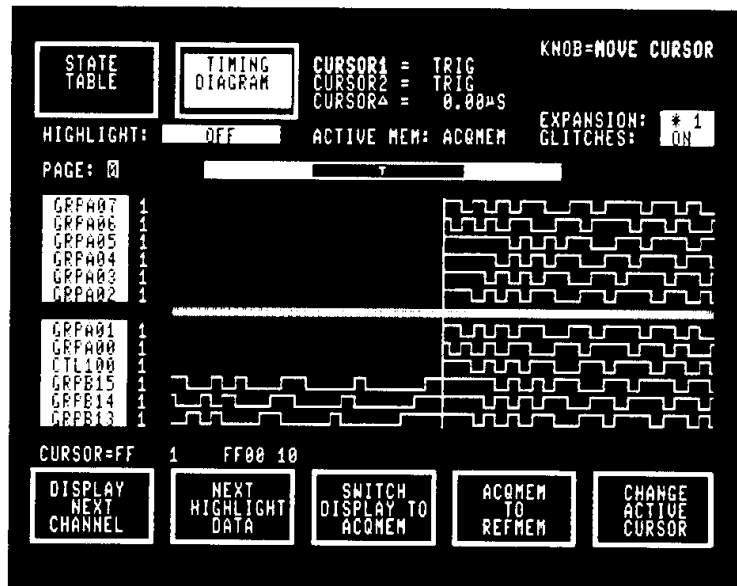 STATE TABLE
TIMING DIAGRAM
CURSOR1 = TRIG
CURSOR2 = TRIG
CURSOR△ = 0.00µS
KNOB=MOVE CURSOR
HIGHLIGHT: OFF
ACTIVE MEM: ACQMEM
EXPANSION: * 1
GLITCHES: ON
PAGE: 0
T
GRPA07 1
GRPA06 1
GRPA05 1
GRPA04 1
GRPA03 1
GRPA02 1
GRPA01 1
GRPA00 1
CTL100 1
GRPB15 1
GRPB14 1
GRPB13 1
CURSOR=FF 1 FF00 10
DISPLAY NEXT CHANNEL
NEXT HIGHLIGHT DATA
SWITCH DISPLAY TO ACQMEM
ACQMEM TO REFMEM
CHANGE ACTIVE CURSOR